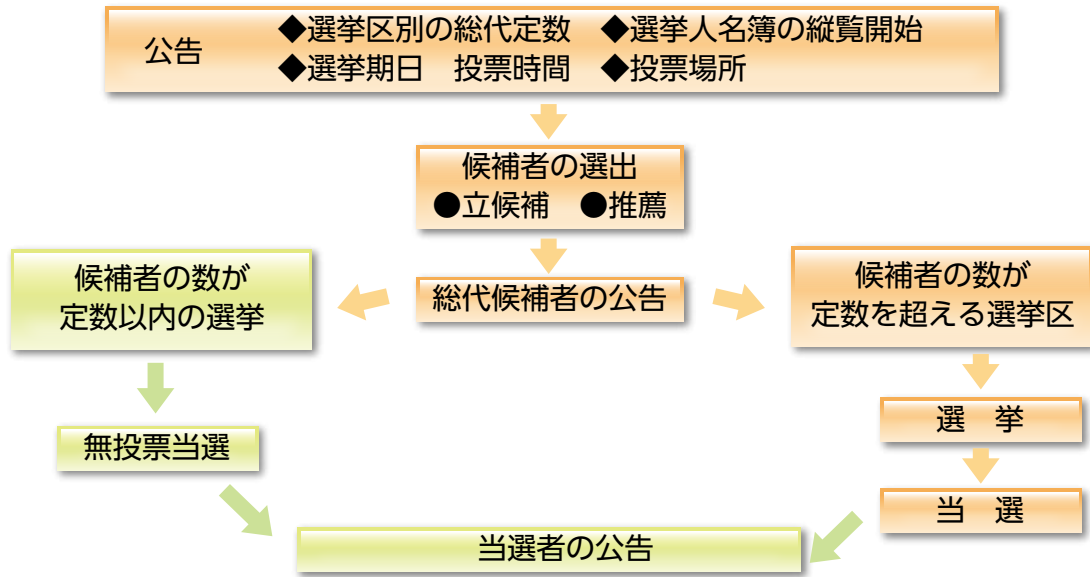 公告
◆選挙区別の総代定数　◆選挙人名簿の縦覧開始
◆選挙期日　投票時間　◆投票場所
候補者の選出
●立候補　●推薦
総代候補者の公告
候補者の数が
定数以内の選挙
候補者の数が
定数を超える選挙区
無投票当選
選　挙
当　選
当選者の公告